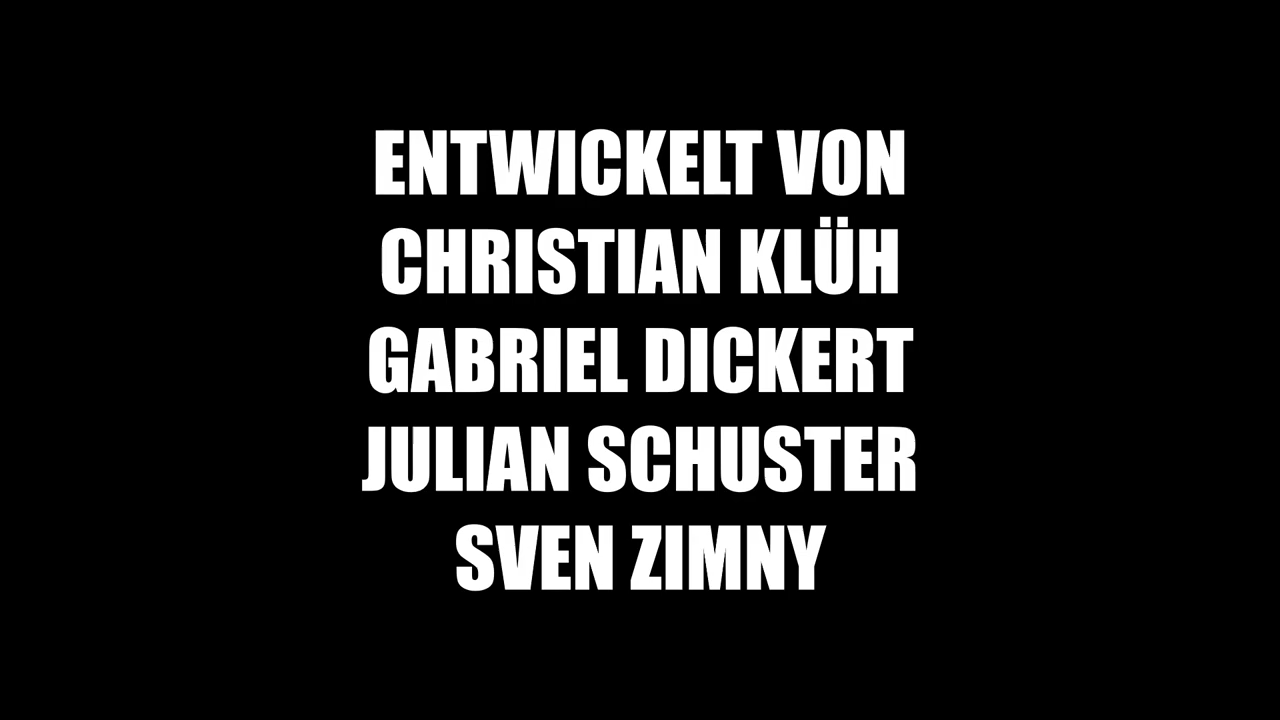 ENTWICKELT VON
CHRISTIAN KLÜH
GABRIEL DICKERT
JULIAN SCHUSTER
SVEN ZIMNY